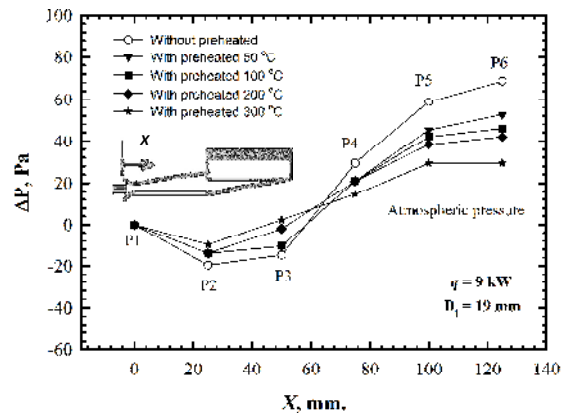 100
80
60
40
20
0
-20
-40
-60
ΔP, Pa
Without preheated
With preheated 50 °C
With preheated 100 °C
With preheated 200 °C
With preheated 300 °C
X
P1
P2
P3
P4
P5
P6
Atmospheric pressure
q = 9 kW
D₁ = 19 mm
0 20 40 60 80 100 120 140
X, mm.